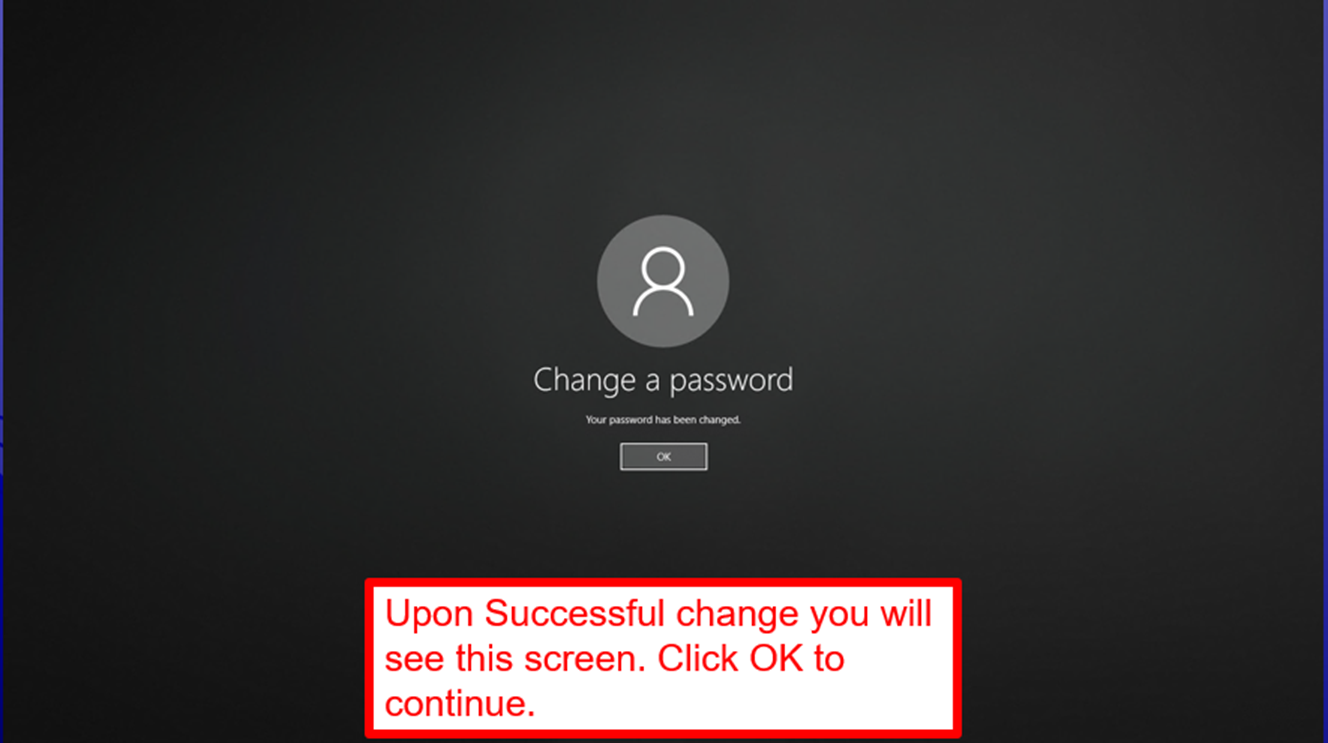 Change a password
Your password has been changed.
OK
Upon Successful change you will
see this screen. Click OK to
continue.